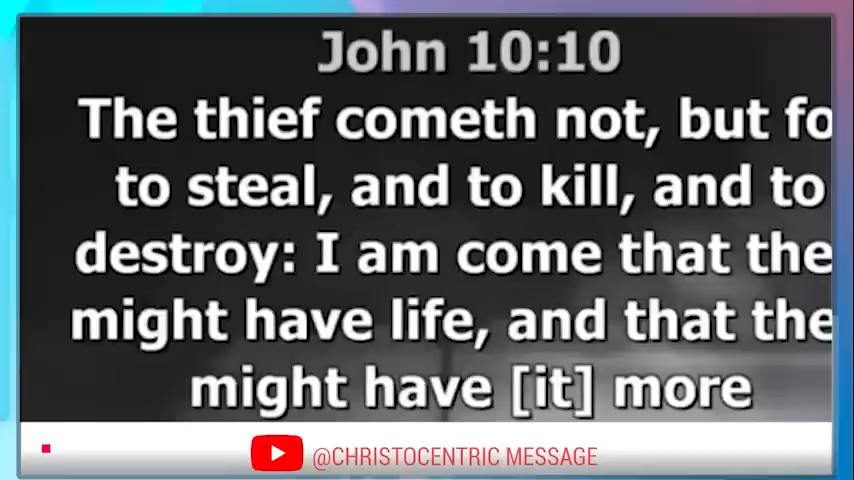 John 10:10
The thief cometh not, but fo
to steal, and to kill, and to
destroy: I am come that the
might have life, and that the
might have [it] more
@CHRISTOCENTRIC MESSAGE